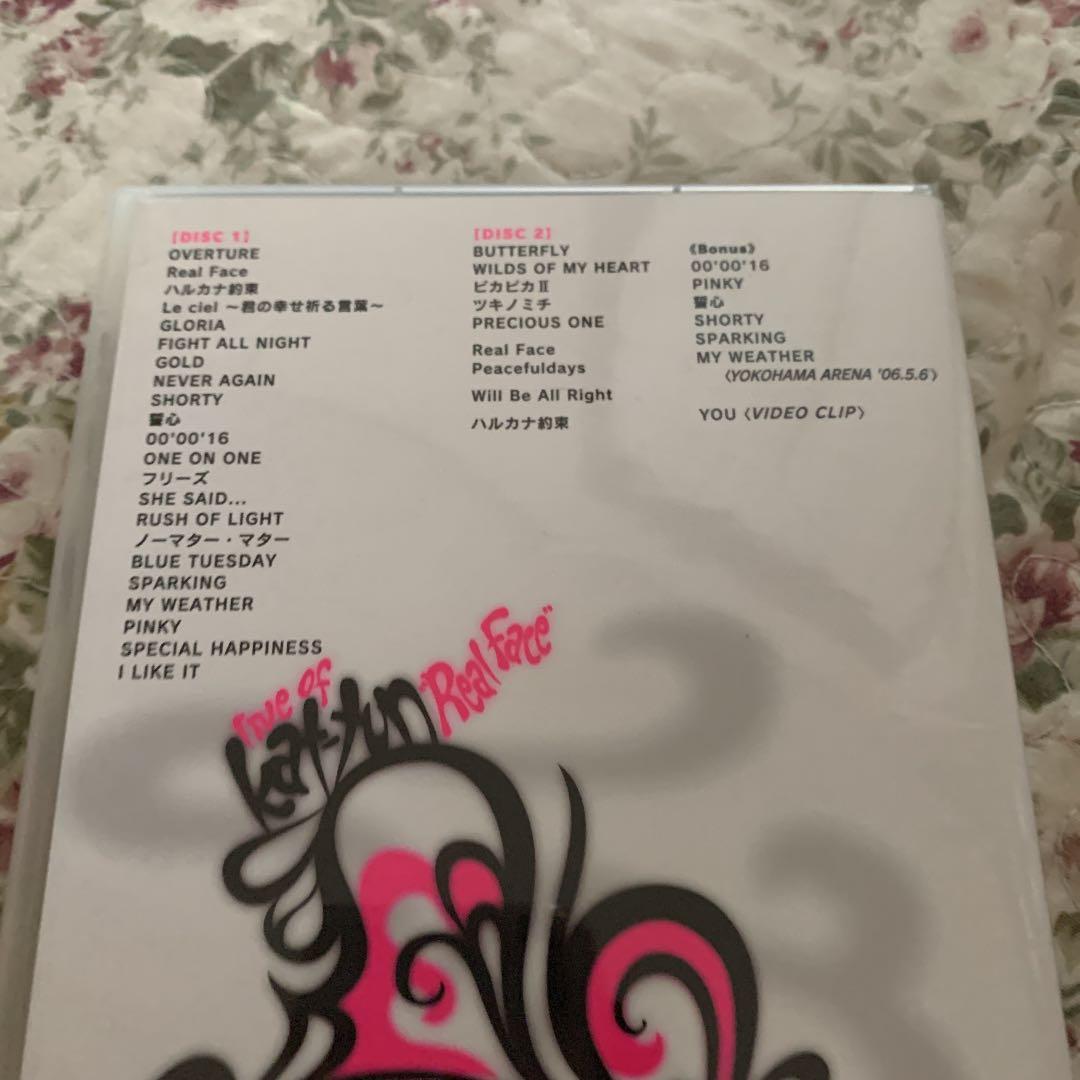 [DISC 1]
OVERTURE
Real Face
ハルカナ約束
Le ciel ～君の幸せ祈る言葉～
GLORIA
FIGHT ALL NIGHT
GOLD
NEVER AGAIN
SHORTY
誓心
00'00'16
ONE ON ONE
フリーズ
SHE SAID...
RUSH OF LIGHT
ノーマター・マター
BLUE TUESDAY
SPARKING
MY WEATHER
PINKY
SPECIAL HAPPINESS
I LIKE IT
[DISC 2]
BUTTERFLY
WILDS OF MY HEART
ピカピカⅡ
ツキノミチ
PRECIOUS ONE
Real Face
Peacefuldays
Will Be All Right
ハルカナ約束
《Bonus》
00'00'16
PINKY
誓心
SHORTY
SPARKING
MY WEATHER
〈YOKOHAMA ARENA '06.5.6〉
YOU〈VIDEO CLIP〉
live of
kat-tun "Real Face"